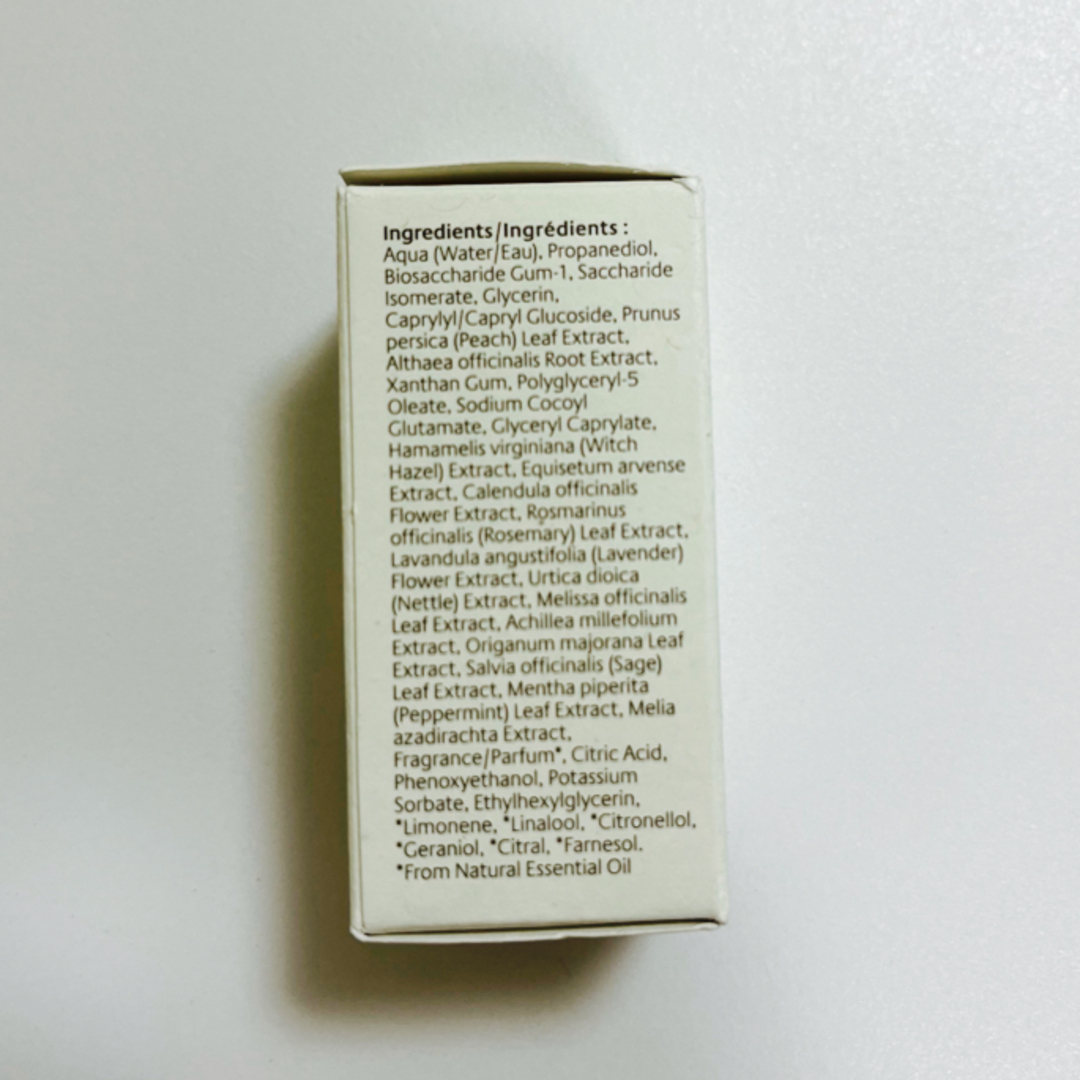 Ingredients/Ingrédients :
Aqua (Water/Eau), Propanediol,
Biosaccharide Gum-1, Saccharide
Isomerate, Glycerin,
Caprylyl/Capryl Glucoside, Prunus
persica (Peach) Leaf Extract,
Althaea officinalis Root Extract,
Xanthan Gum, Polyglyceryl-5
Oleate, Sodium Cocoyl
Glutamate, Glyceryl Caprylate,
Hamamelis virginiana (Witch
Hazel) Extract, Equisetum arvense
Extract, Calendula officinalis
Flower Extract, Rosmarinus
officinalis (Rosemary) Leaf Extract,
Lavandula angustifolia (Lavender)
Flower Extract, Urtica dioica
(Nettle) Extract, Melissa officinalis
Leaf Extract, Achillea millefolium
Extract, Origanum majorana Leaf
Extract, Salvia officinalis (Sage)
Leaf Extract, Mentha piperita
(Peppermint) Leaf Extract, Melia
azadirachta Extract,
Fragrance/Parfum*, Citric Acid,
Phenoxyethanol, Potassium
Sorbate, Ethylhexylglycerin,
*Limonene, *Linalool, *Citronellol,
*Geraniol, *Citral, *Farnesol.
*From Natural Essential Oil